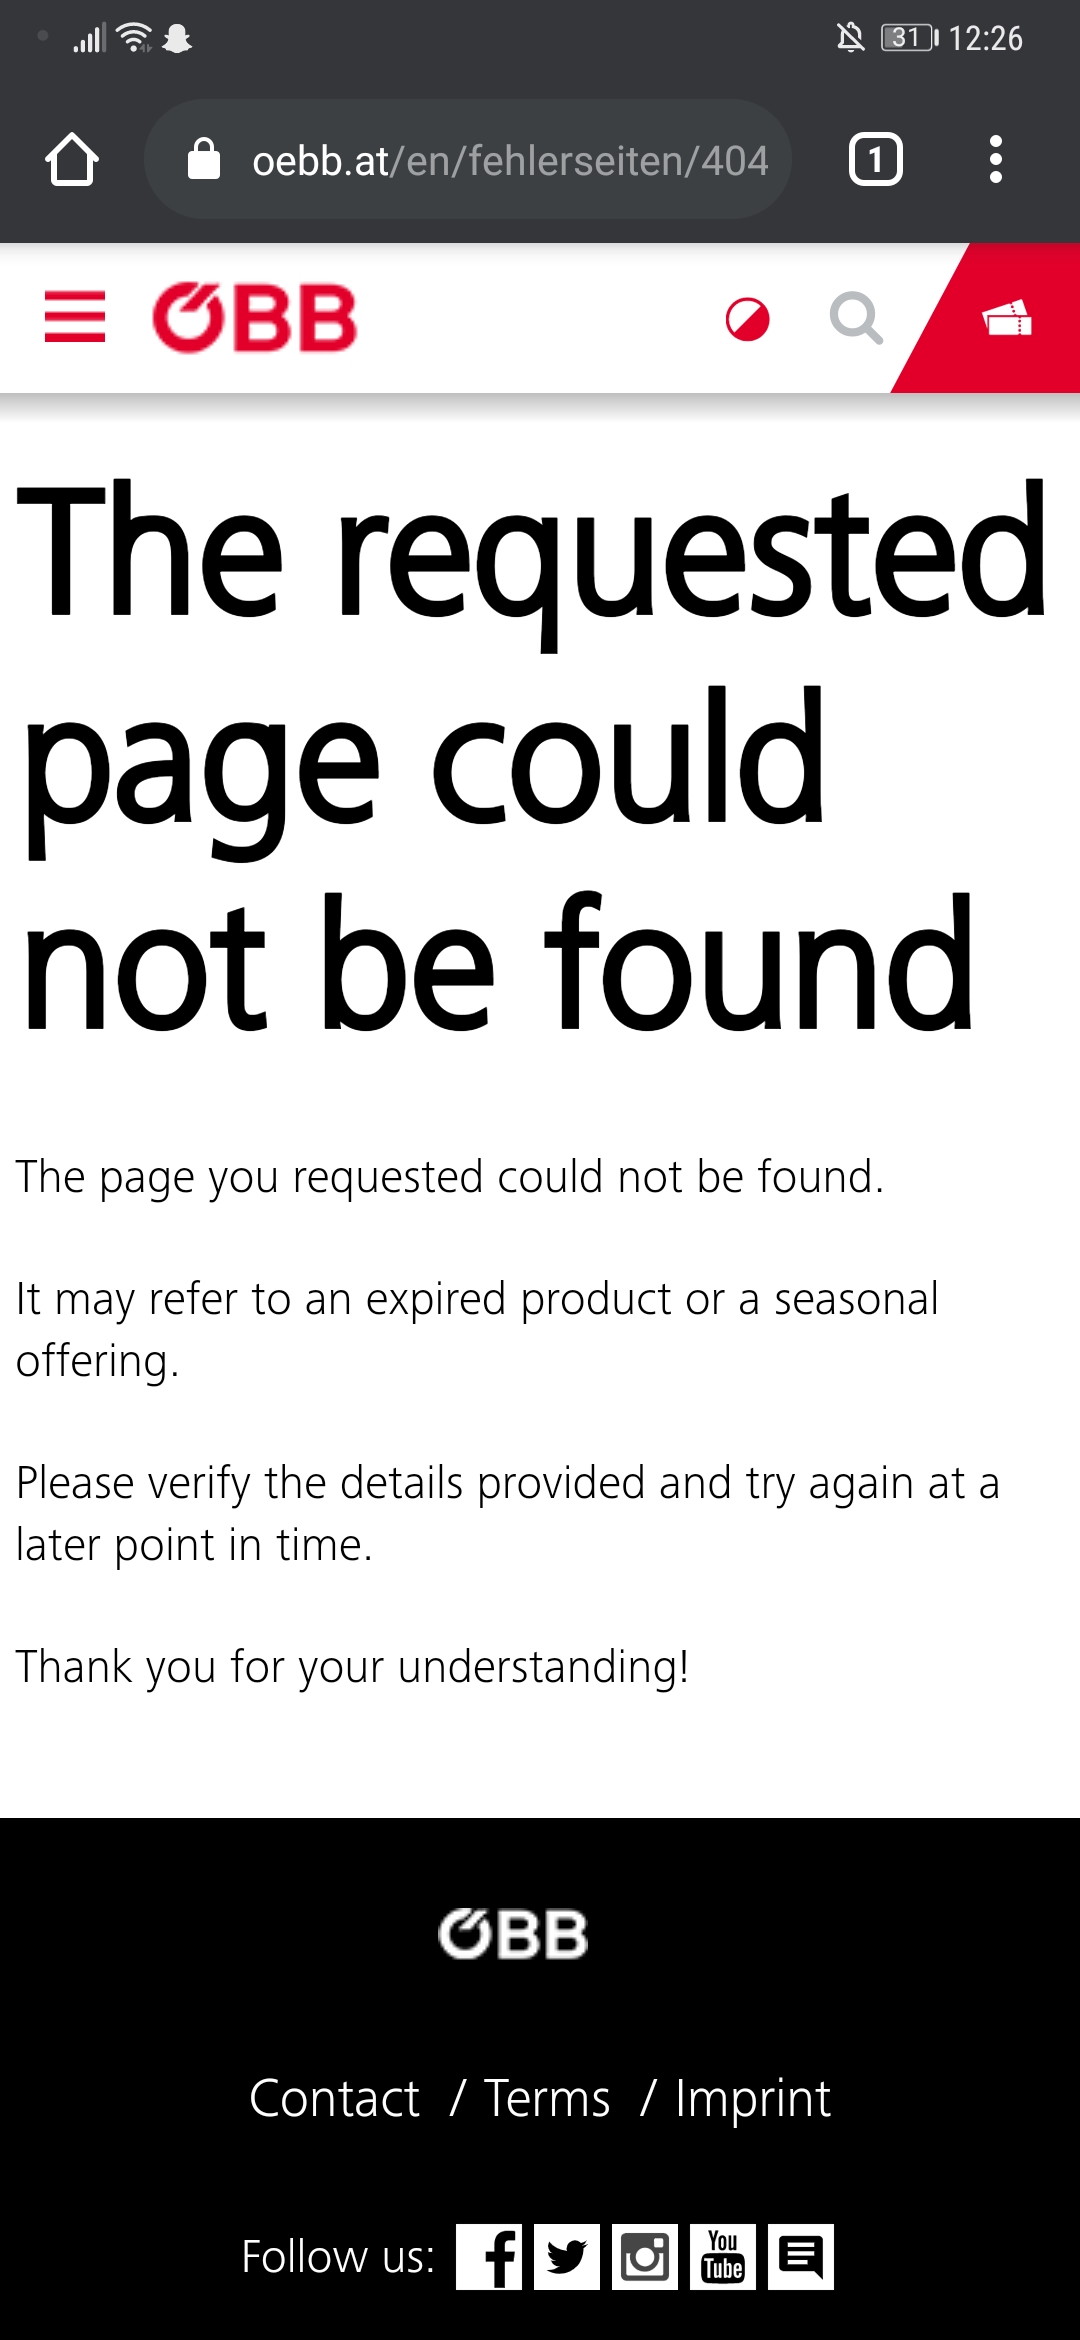 31 12:26
oebb.at/en/fehlerseiten/404
1
ÖBB
The requested
page could
not be found
The page you requested could not be found.
It may refer to an expired product or a seasonal
offering.
Please verify the details provided and try again at a
later point in time.
Thank you for your understanding!
ÖBB
Contact / Terms / Imprint
Follow us: f You Tube